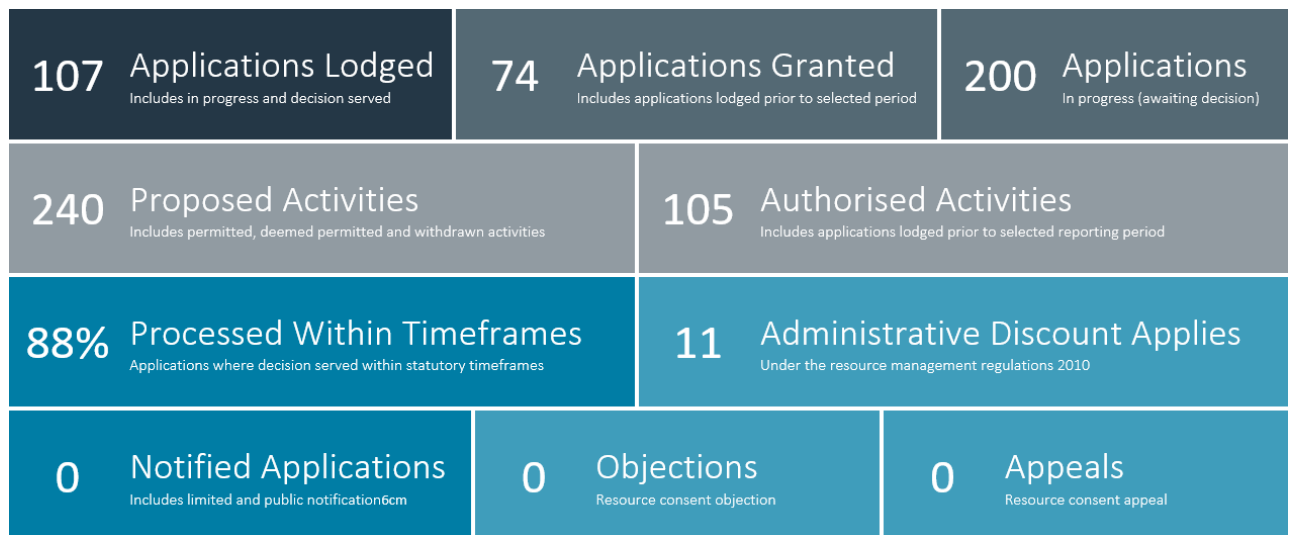 107 Applications Lodged
Includes in progress and decision served
74 Applications Granted
Includes applications lodged prior to selected period
200 Applications
In progress (awaiting decision)
240 Proposed Activities
Includes permitted, deemed permitted and withdrawn activities
105 Authorised Activities
Includes applications lodged prior to selected reporting period
88% Processed Within Timeframes
Applications where decision served within statutory timeframes
11 Administrative Discount Applies
Under the resource management regulations 2010
0 Notified Applications
Includes limited and public notification6cm
0 Objections
Resource consent objection
0 Appeals
Resource consent appeal